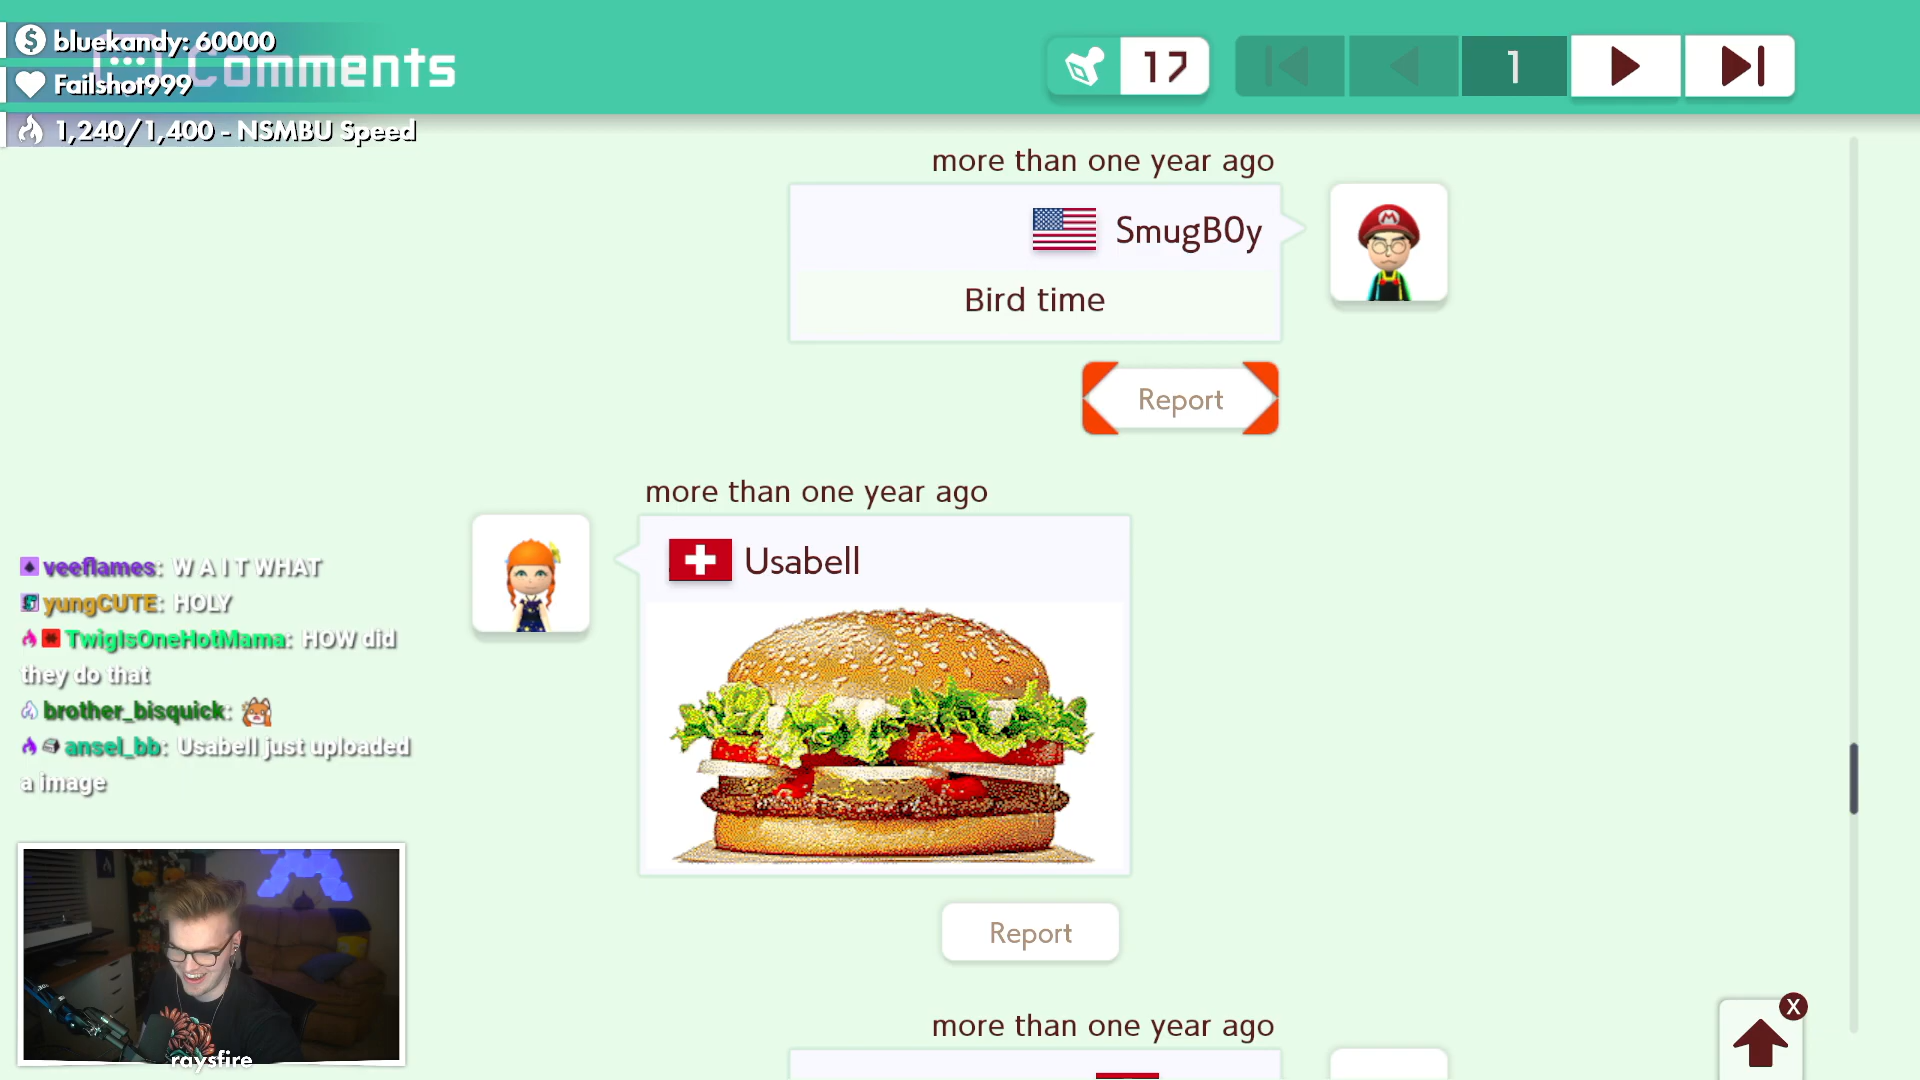 bluekandy: 60000
Comments
Failshot999
1,240/1,400 - NSMBU Speed
17
1
more than one year ago
SmugB0y
Bird time
Report
more than one year ago
Usabell
Report
more than one year ago
X
veeflames: W A I T WHAT
yungCUTE: HOLY
TwigIsOneHotMama: HOW did
they do that
brother_bisquick:
ansel_bb: Usabell just uploaded
a image
raysfire